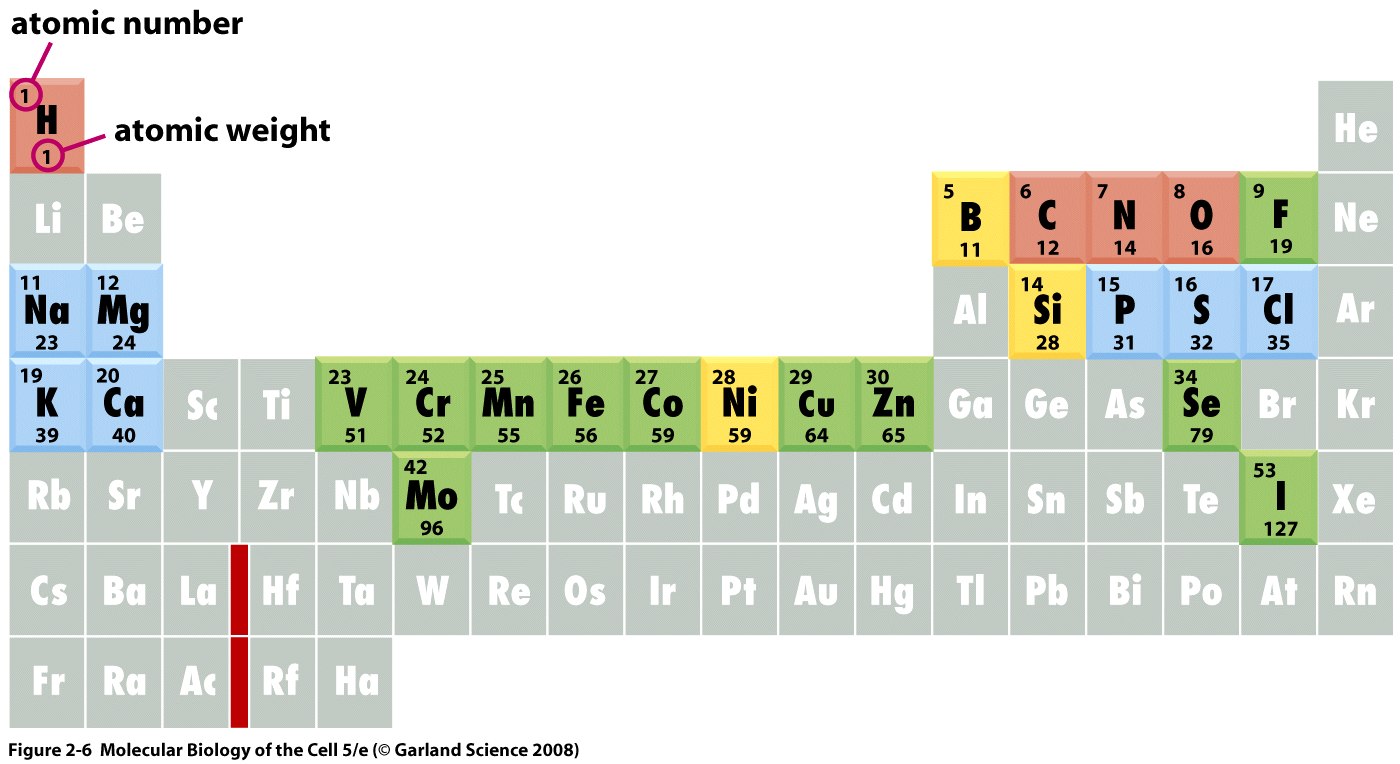 atomic number
1
H
1
atomic weight
He
Li Be
5 6 7 8 9
B C N O F Ne
11 12 14 16 19
11 12 14 15 16 17
Na Mg Al Si P S Cl Ar
23 24 28 31 32 35
19 20 23 24 25 26 27 28 29 30 34
K Ca Sc Ti V Cr Mn Fe Co Ni Cu Zn Ga Ge As Se Br Kr
39 40 51 52 55 56 59 59 64 65 79
42 53
Rb Sr Y Zr Nb Mo Tc Ru Rh Pd Ag Cd In Sn Sb Te I Xe
96 127
Cs Ba La Hf Ta W Re Os Ir Pt Au Hg Tl Pb Bi Po At Rn
Fr Ra Ac Rf Ha
Figure 2-6 Molecular Biology of the Cell 5/e (© Garland Science 2008)